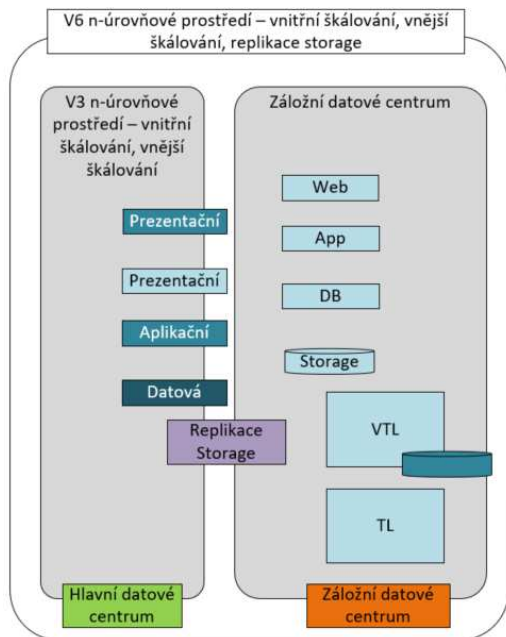 V6 n-úrovňové prostředí – vnitřní škálování, vnější
škálování, replikace storage
V3 n-úrovňové
prostředí – vnitřní
škálování, vnější
škálování
Prezentační
Prezentační
Aplikační
Datová
Replikace
Storage
Hlavní datové
centrum
Záložní datové centrum
Web
App
DB
Storage
VTL
TL
Záložní datové
centrum